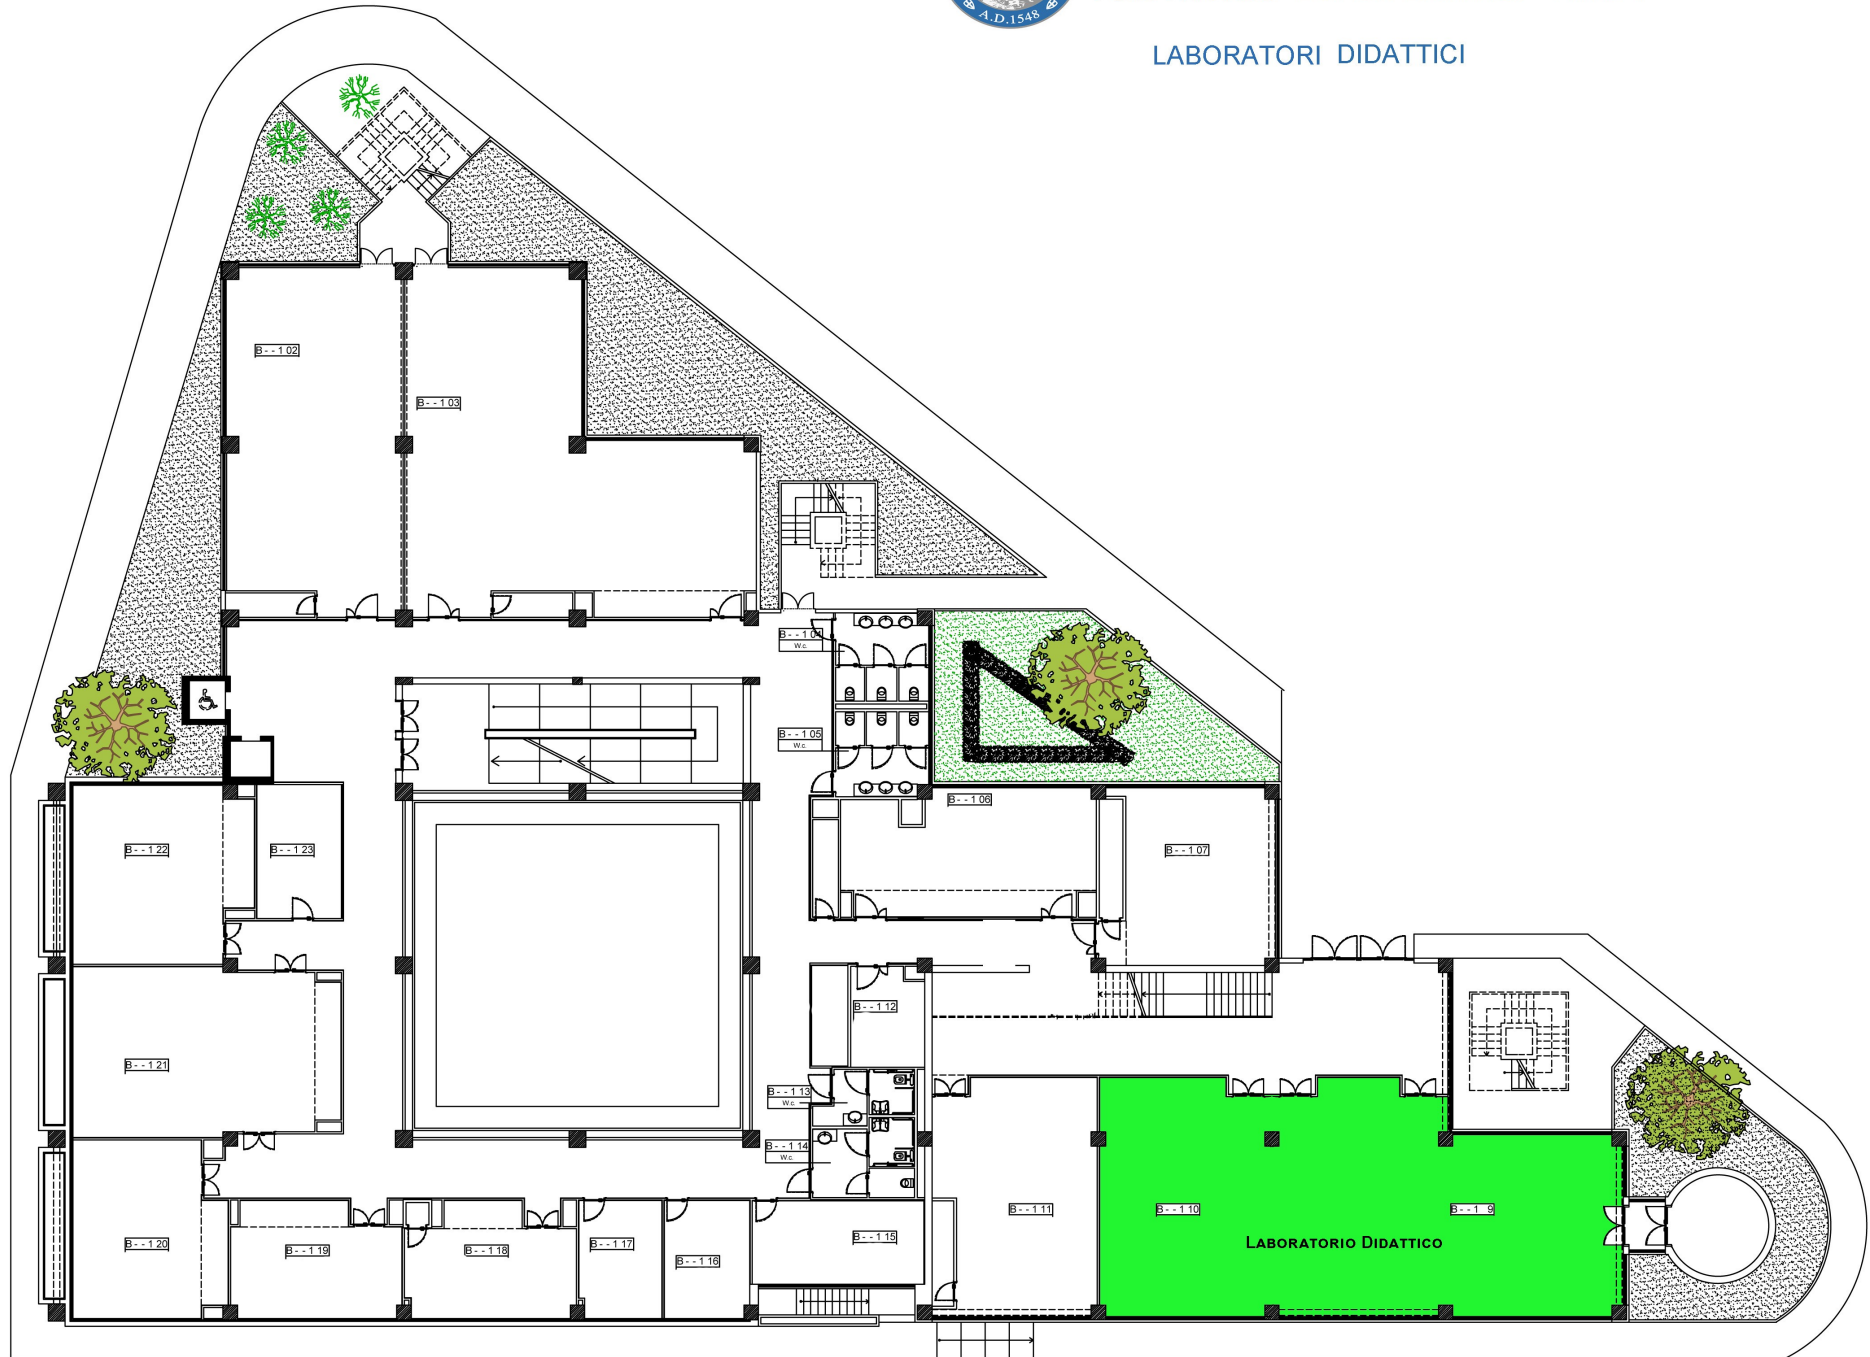 A.D.1548
LABORATORI DIDATTICI
B - - 1 02
B - - 1 03
B - - 1 04
W.c.
B - - 1 05
W.c.
B - - 1 06
B - - 1 22
B - - 1 23
B - - 1 07
B - - 1 12
B - - 1 21
B - - 1 13
W.c.
B - - 1 14
W.c.
B - - 1 11
B - - 1 10
B - - 1 9
B - - 1 20
B - - 1 19
B - - 1 18
B - - 1 17
B - - 1 16
B - - 1 15
LABORATORIO DIDATTICO